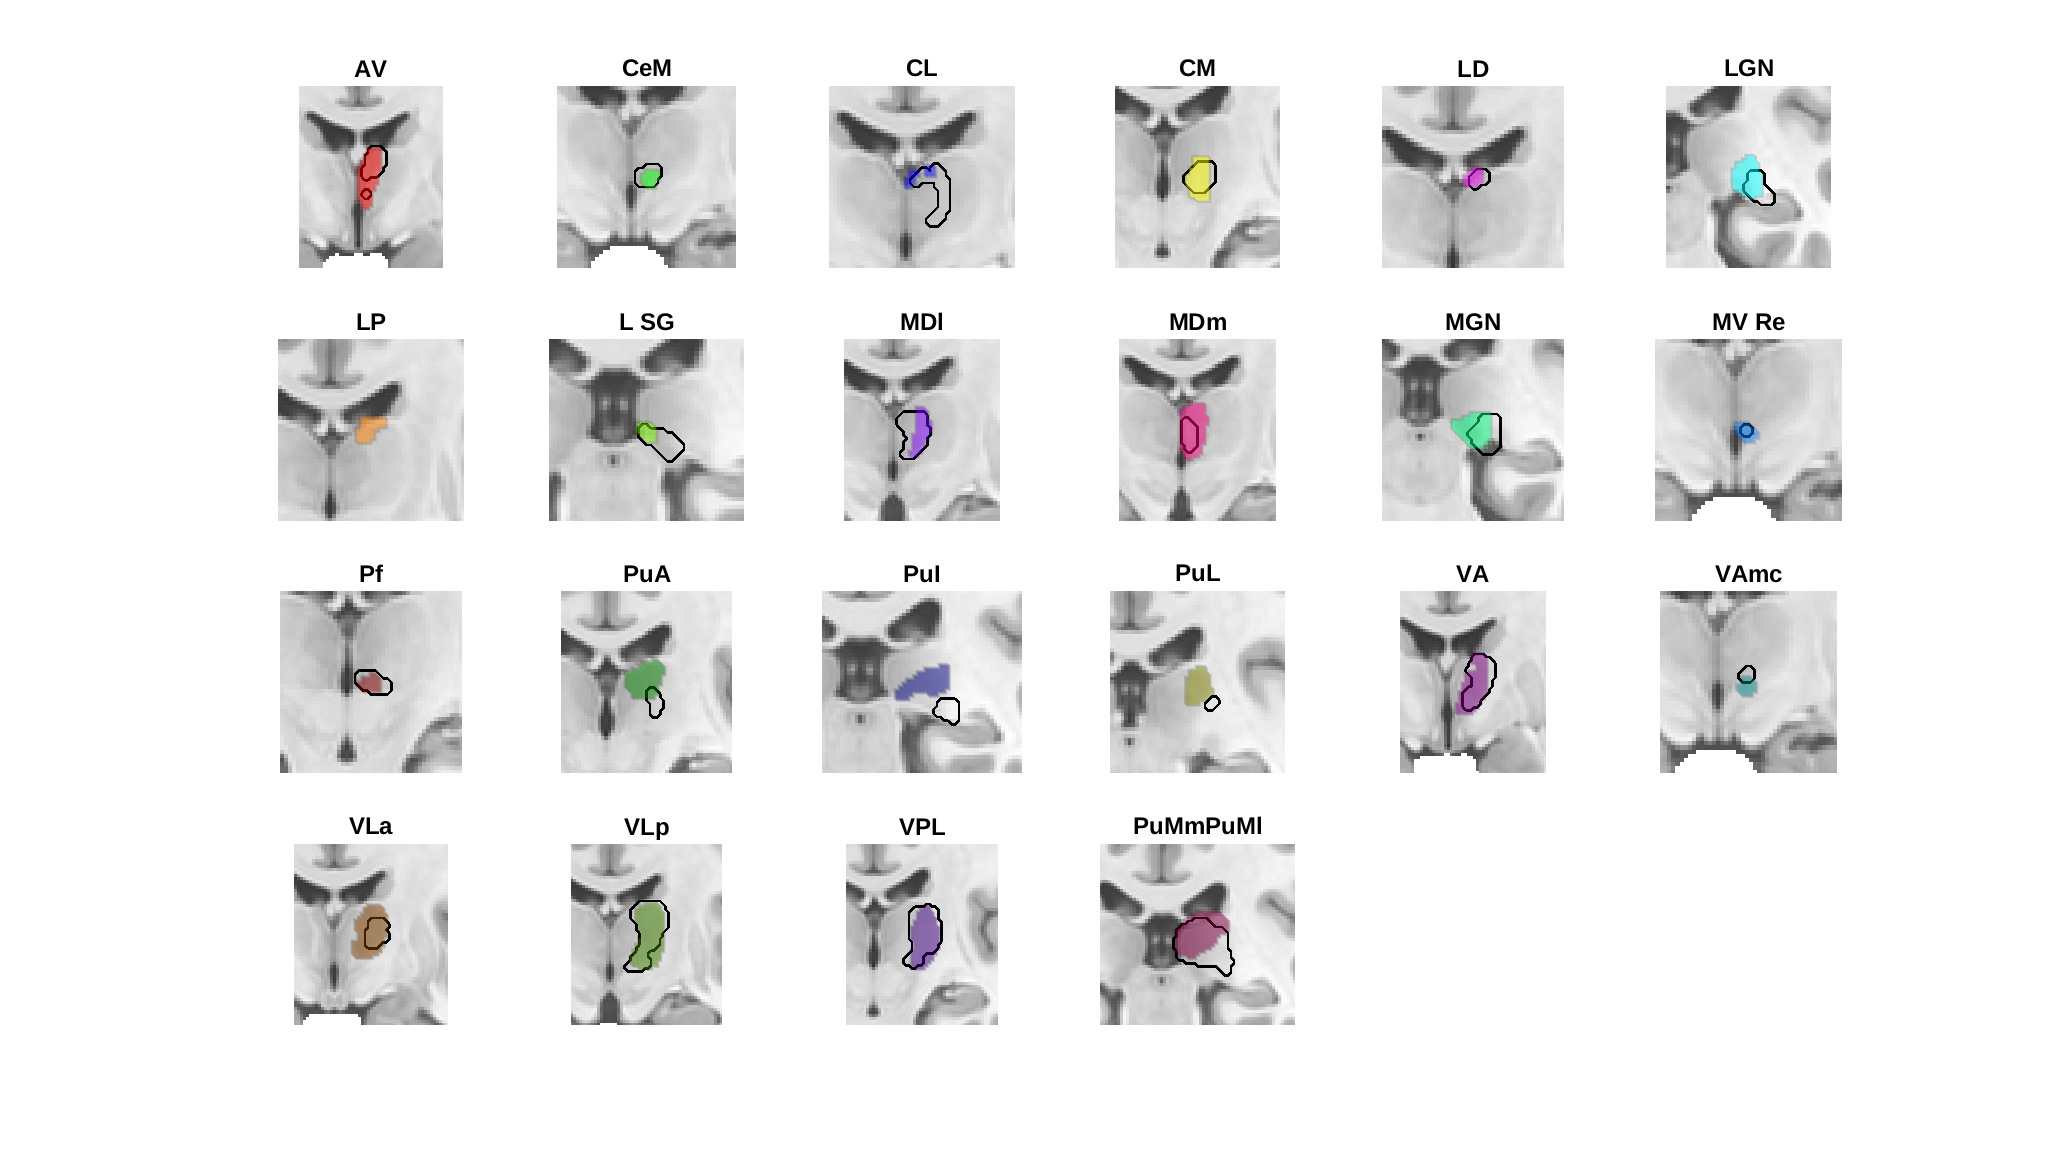 AV CeM CL CM LD LGN
LP L SG MDl MDm MGN MV Re
Pf PuA PuI PuL VA VAmc
VLa VLp VPL PuMmPuMl